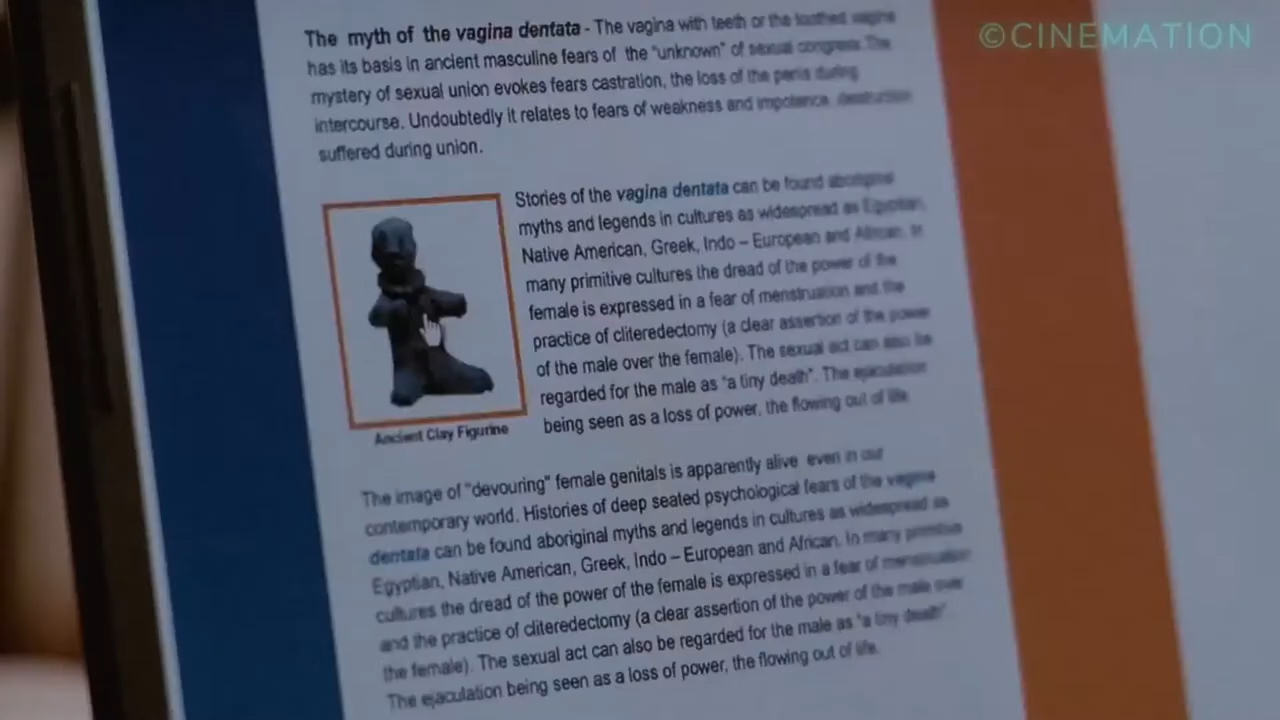 ©CINEMATION
The myth of the vagina dentata - The vagina with teeth or the toothed vagina
has its basis in ancient masculine fears of the "unknown" of sexual congress.The
mystery of sexual union evokes fears castration, the loss of the penis during
intercourse. Undoubtedly it relates to fears of weakness and impotence, destruction
suffered during union.
Stories of the vagina dentata can be found aboriginal
myths and legends in cultures as widespread as Egyptian,
Native American, Greek, Indo – European and African. In
many primitive cultures the dread of the power of the
female is expressed in a fear of menstruation and the
practice of cliteredectomy (a clear assertion of the power
of the male over the female). The sexual act can also be
regarded for the male as "a tiny death". The ejaculation
being seen as a loss of power, the flowing out of life.
Ancient Clay Figurine
The image of "devouring" female genitals is apparently alive even in our
contemporary world. Histories of deep seated psychological fears of the vagina
dentata can be found aboriginal myths and legends in cultures as widespread as
Egyptian, Native American, Greek, Indo – European and African. In many primitive
cultures the dread of the power of the female is expressed in a fear of menstruation
and the practice of cliteredectomy (a clear assertion of the power of the male over
the female). The sexual act can also be regarded for the male as "a tiny death".
The ejaculation being seen as a loss of power, the flowing out of life.